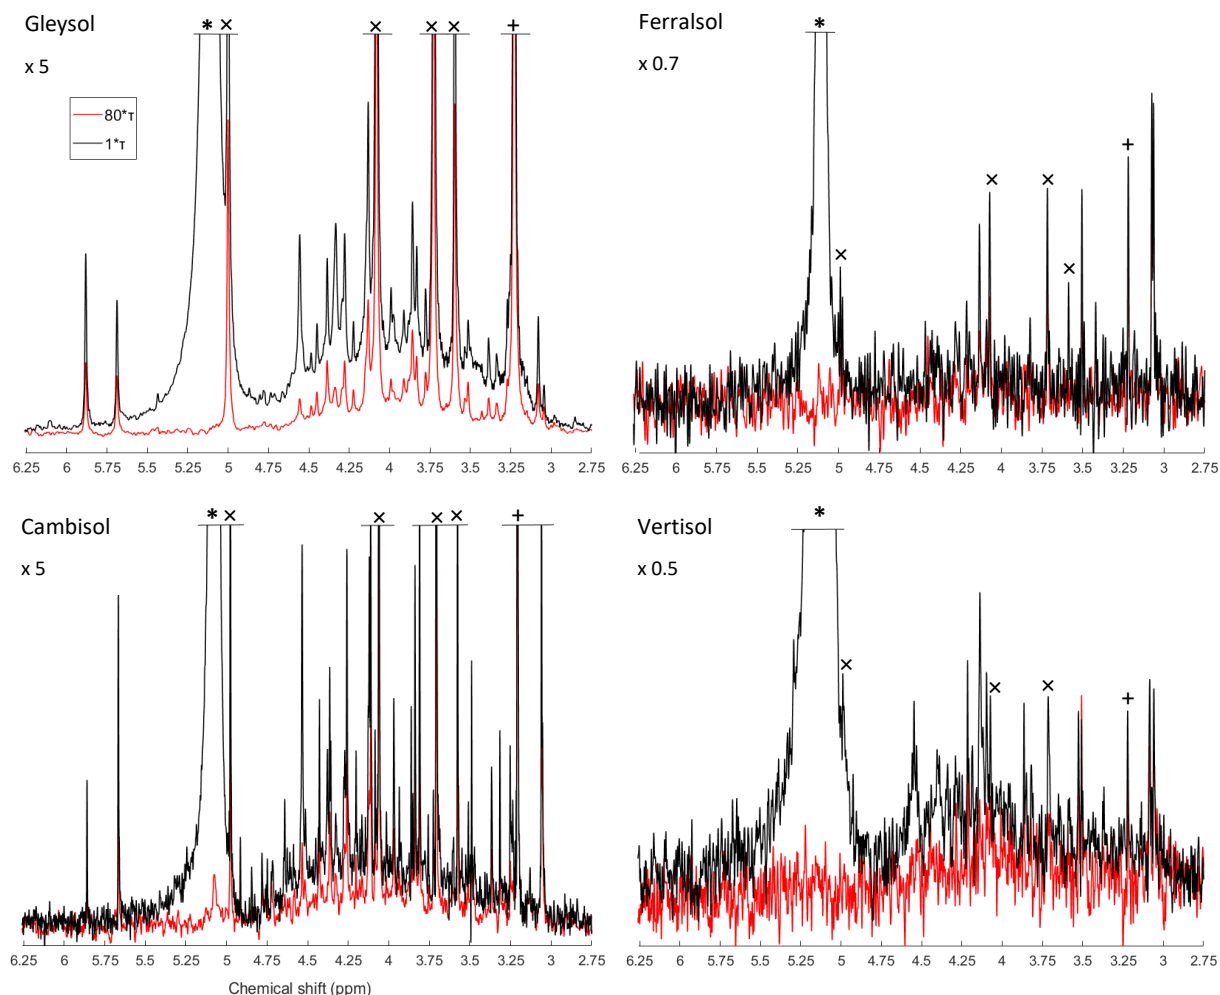 Gleysol
* × × × × +
x 5
80*τ
1*τ
6.25 6 5.75 5.5 5.25 5 4.75 4.5 4.25 4 3.75 3.5 3.25 3 2.75
Ferralsol
*
x 0.7
× × × × +
6.25 6 5.75 5.5 5.25 5 4.75 4.5 4.25 4 3.75 3.5 3.25 3 2.75
Cambisol
* × × × × +
x 5
6.25 6 5.75 5.5 5.25 5 4.75 4.5 4.25 4 3.75 3.5 3.25 3 2.75
Chemical shift (ppm)
Vertisol
*
x 0.5
× × × +
6.25 6 5.75 5.5 5.25 5 4.75 4.5 4.25 4 3.75 3.5 3.25 3 2.75